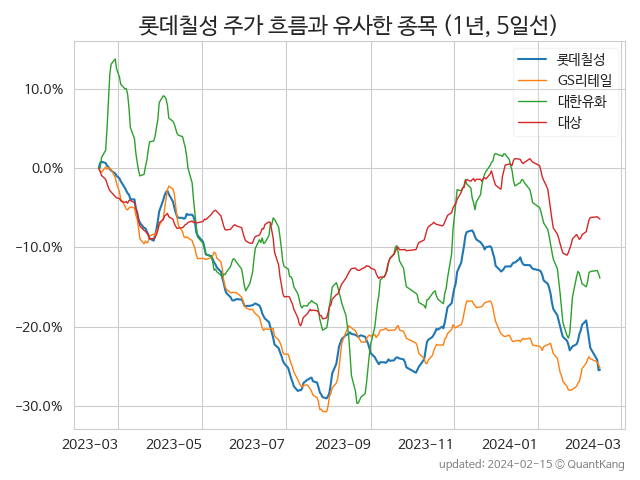 롯데칠성 주가 흐름과 유사한 종목 (1년, 5일선)
롯데칠성
GS리테일
대한유화
대상
10.0%
0.0%
−10.0%
−20.0%
−30.0%
2023-03
2023-05
2023-07
2023-09
2023-11
2024-01
2024-03
updated: 2024-02-15 © QuantKang